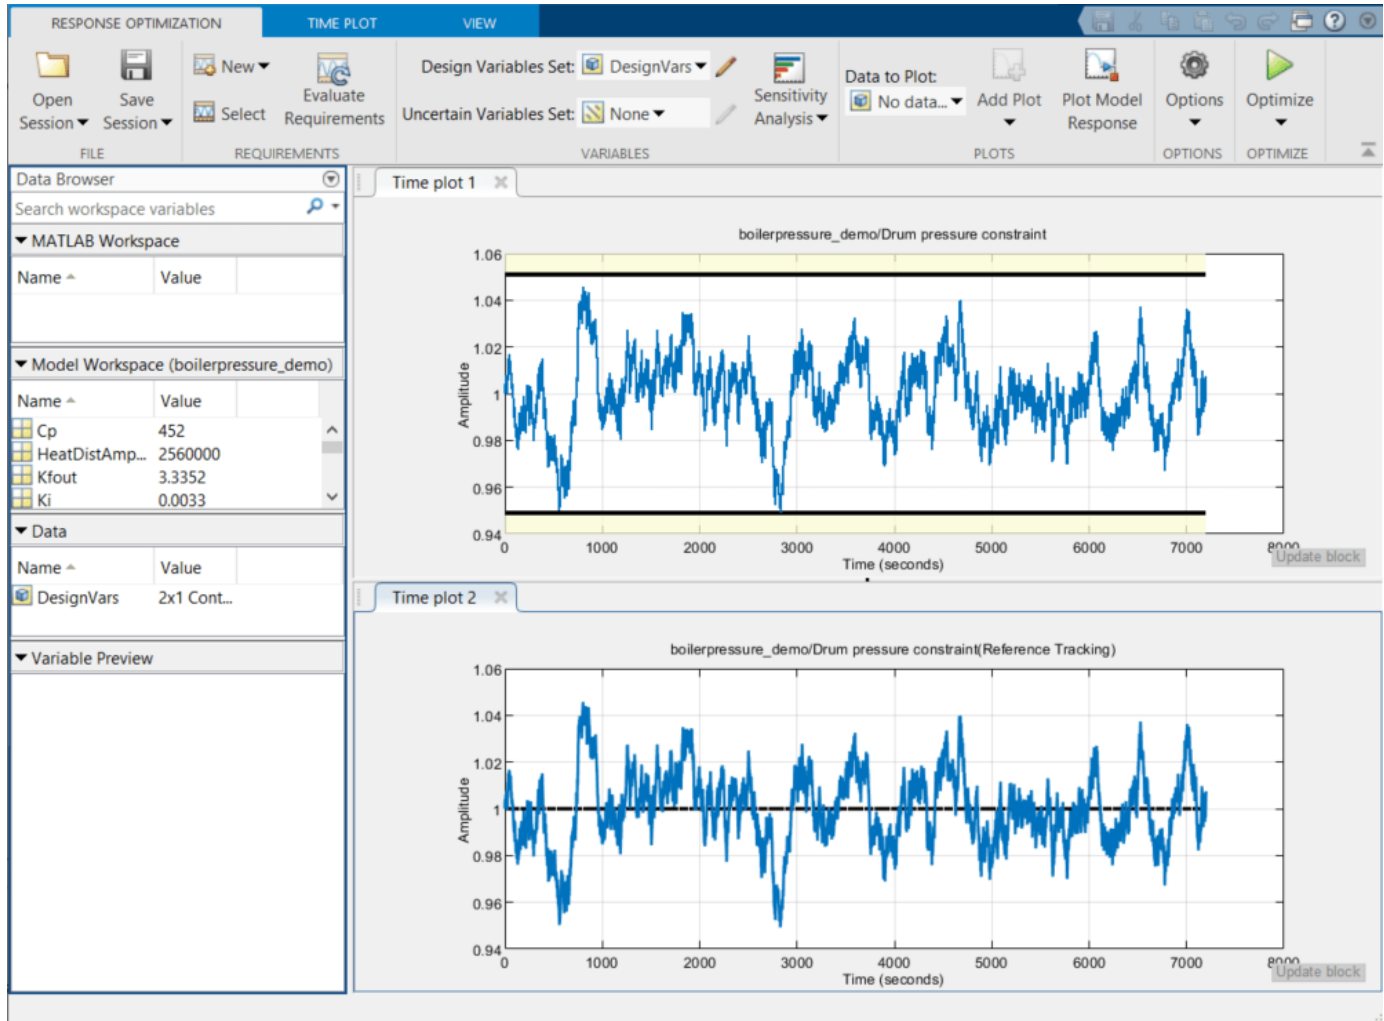 RESPONSE OPTIMIZATION TIME PLOT VIEW
Open Session
Save Session
New
Select
Evaluate Requirements
FILE
REQUIREMENTS
Design Variables Set: DesignVars
Uncertain Variables Set: None
Sensitivity Analysis
VARIABLES
Data to Plot:
No data...
Add Plot
Plot Model Response
PLOTS
Options
OPTIONS
Optimize
OPTIMIZE
Data Browser
Search workspace variables
MATLAB Workspace
Name Value
Model Workspace (boilerpressure_demo)
Name Value
Cp 452
HeatDistAmp... 2560000
Kfout 3.3352
Ki 0.0033
Data
Name Value
DesignVars 2x1 Cont...
Variable Preview
Time plot 1
boilerpressure_demo/Drum pressure constraint
1.06
1.04
1.02
1
0.98
0.96
0.94
Amplitude
0 1000 2000 3000 4000 5000 6000 7000 8000
Time (seconds)
Update block
Time plot 2
boilerpressure_demo/Drum pressure constraint(Reference Tracking)
1.06
1.04
1.02
1
0.98
0.96
0.94
Amplitude
0 1000 2000 3000 4000 5000 6000 7000 8000
Time (seconds)
Update block